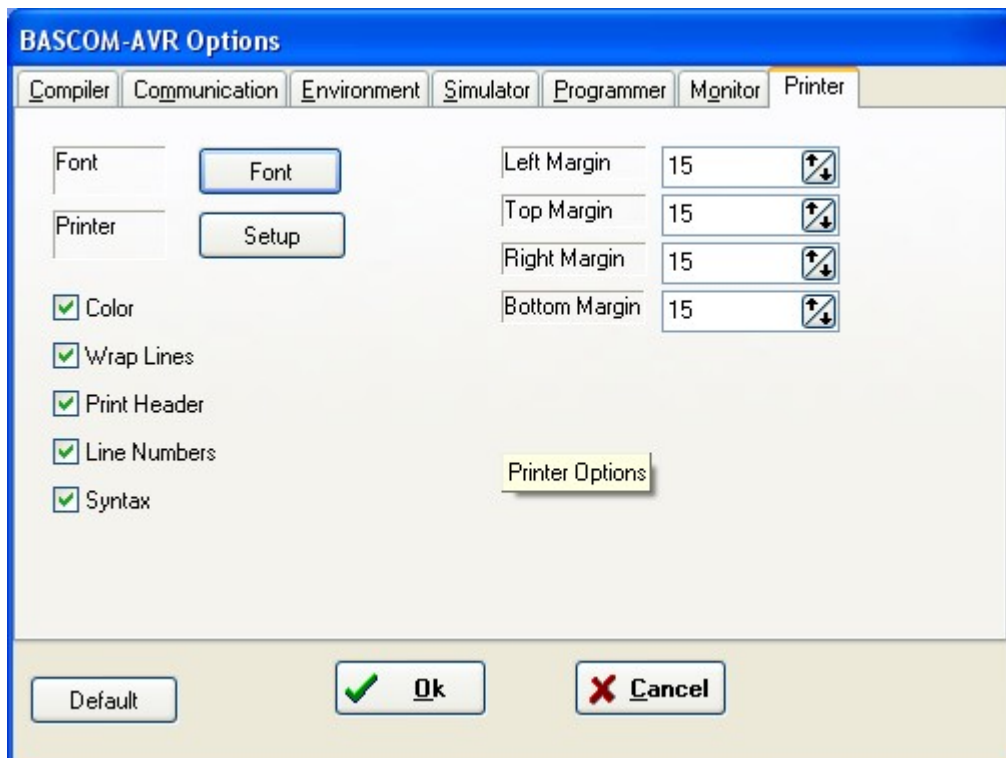 BASCOM-AVR Options
Compiler Communication Environment Simulator Programmer Monitor Printer
Font Font
Printer Setup
Color
Wrap Lines
Print Header
Line Numbers
Syntax
Left Margin 15
Top Margin 15
Right Margin 15
Bottom Margin 15
Printer Options
Default Ok Cancel